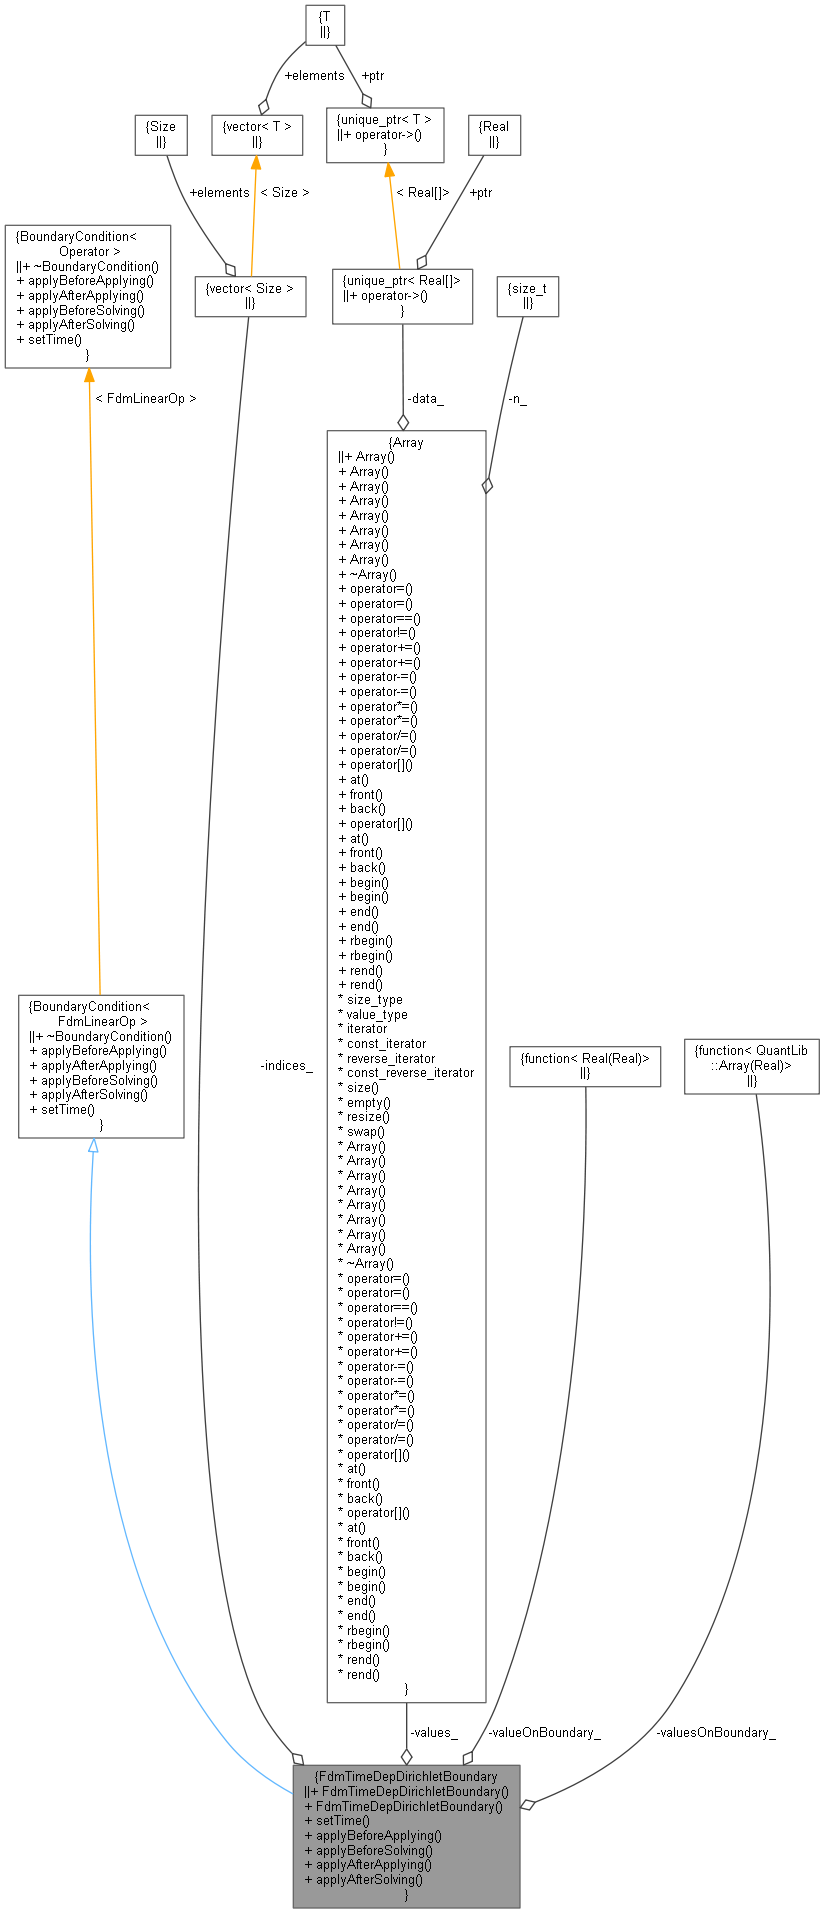 {T
||}
+elements
+ptr
{Size
||}
{vector< T >
||}
{unique_ptr< T >
||+ operator->()
}
{Real
||}
+elements
< Size >
< Real[]>
+ptr
{BoundaryCondition<
Operator >
||+ ~BoundaryCondition()
+ applyBeforeApplying()
+ applyAfterApplying()
+ applyBeforeSolving()
+ applyAfterSolving()
+ setTime()
}
{vector< Size >
||}
{unique_ptr< Real[]>
||+ operator->()
}
{size_t
||}
< FdmLinearOp >
-data_
-n_
{Array
||+ Array()
+ Array()
+ Array()
+ Array()
+ Array()
+ Array()
+ Array()
+ Array()
+ ~Array()
+ operator=()
+ operator=()
+ operator==()
+ operator!=()
+ operator+=()
+ operator+=()
+ operator-=()
+ operator-=()
+ operator*=()
+ operator*=()
+ operator/=()
+ operator/=()
+ operator[]()
+ at()
+ front()
+ back()
+ operator[]()
+ at()
+ front()
+ back()
+ begin()
+ begin()
+ end()
+ end()
+ rbegin()
+ rbegin()
+ rend()
+ rend()
* size_type
* value_type
* iterator
* const_iterator
* reverse_iterator
* const_reverse_iterator
* size()
* empty()
* resize()
* swap()
* Array()
* Array()
* Array()
* Array()
* Array()
* Array()
* Array()
* Array()
* ~Array()
* operator=()
* operator=()
* operator==()
* operator!=()
* operator+=()
* operator+=()
* operator-=()
* operator-=()
* operator*=()
* operator*=()
* operator/=()
* operator/=()
* operator[]()
* at()
* front()
* back()
* operator[]()
* at()
* front()
* back()
* begin()
* begin()
* end()
* end()
* rbegin()
* rbegin()
* rend()
* rend()
}
{BoundaryCondition<
FdmLinearOp >
||+ ~BoundaryCondition()
+ applyBeforeApplying()
+ applyAfterApplying()
+ applyBeforeSolving()
+ applyAfterSolving()
+ setTime()
}
-indices_
{function< Real(Real)>
||}
{function< QuantLib
::Array(Real)>
||}
-values_
-valueOnBoundary_
-valuesOnBoundary_
{FdmTimeDepDirichletBoundary
||+ FdmTimeDepDirichletBoundary()
+ FdmTimeDepDirichletBoundary()
+ setTime()
+ applyBeforeApplying()
+ applyBeforeSolving()
+ applyAfterApplying()
+ applyAfterSolving()
}